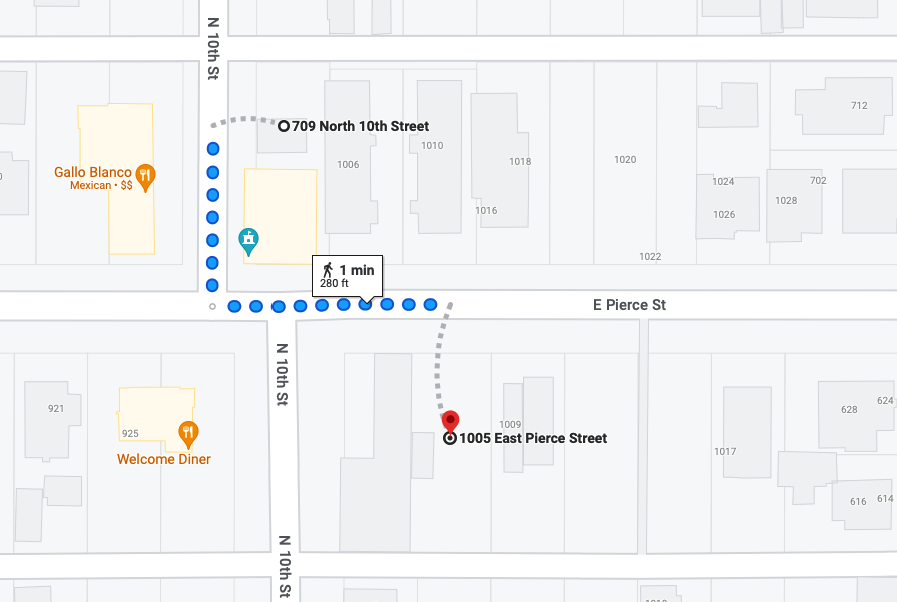 N 10th St
709 North 10th Street
712
1010
1006
1018
1020
Gallo Blanco
Mexican • $$
1024
702
1028
1016
1026
1022
1 min
280 ft
E Pierce St
N 10th St
921
925
Welcome Diner
1009
1005 East Pierce Street
624
628
1017
616
614
N 10th St